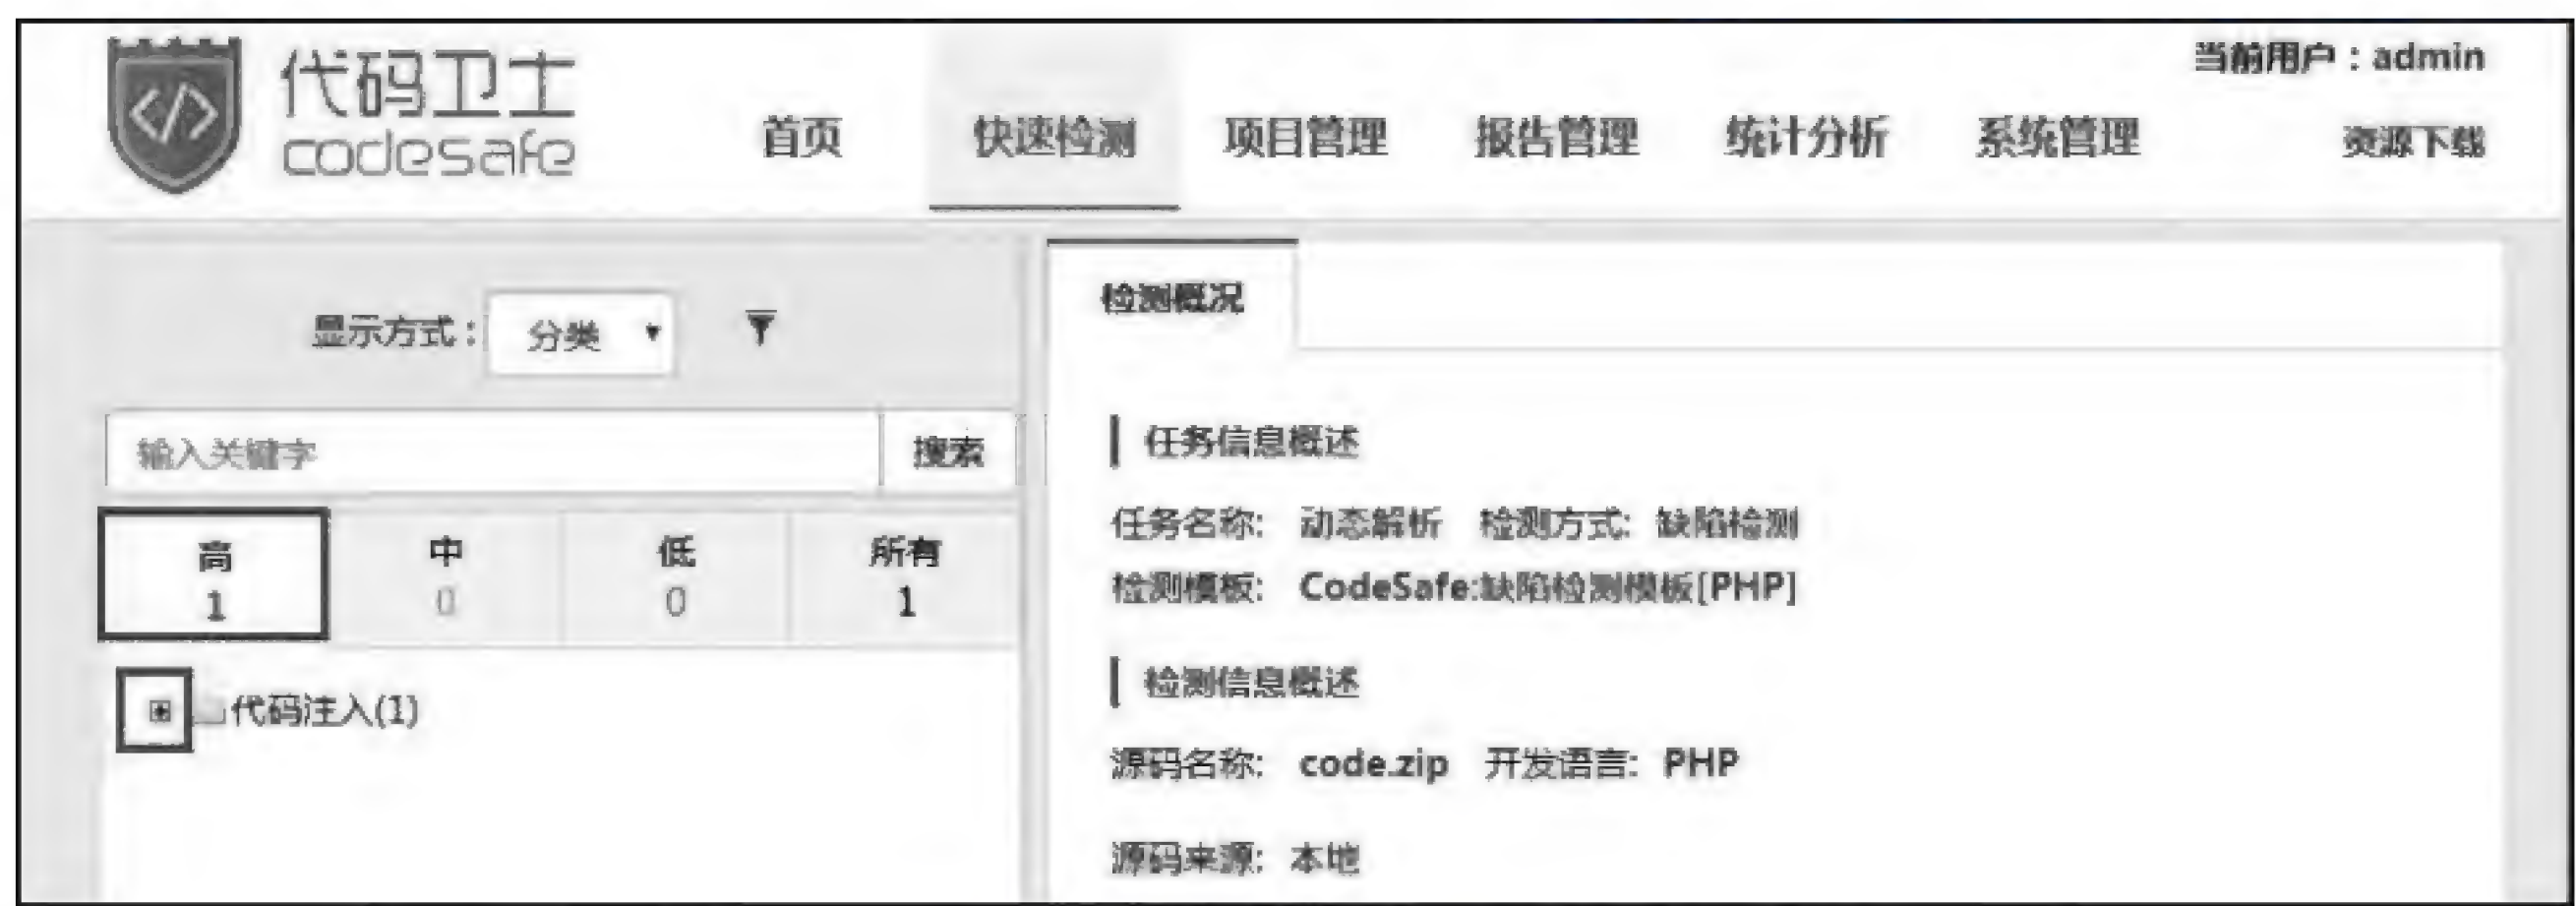 代码卫士
codesafe
当前用户：admin
首页 快速检测 项目管理 报告管理 统计分析 系统管理 资源下载
显示方式： 分类
输入关键字 搜索
高 中 低 所有
1 0 0 1
代码注入(1)
检测概况
任务信息概述
任务名称: 动态解析 检测方式: 缺陷检测
检测模板: CodeSafe:缺陷检测模板[PHP]
检测信息概述
源码名称: code.zip 开发语言: PHP
源码来源: 本地